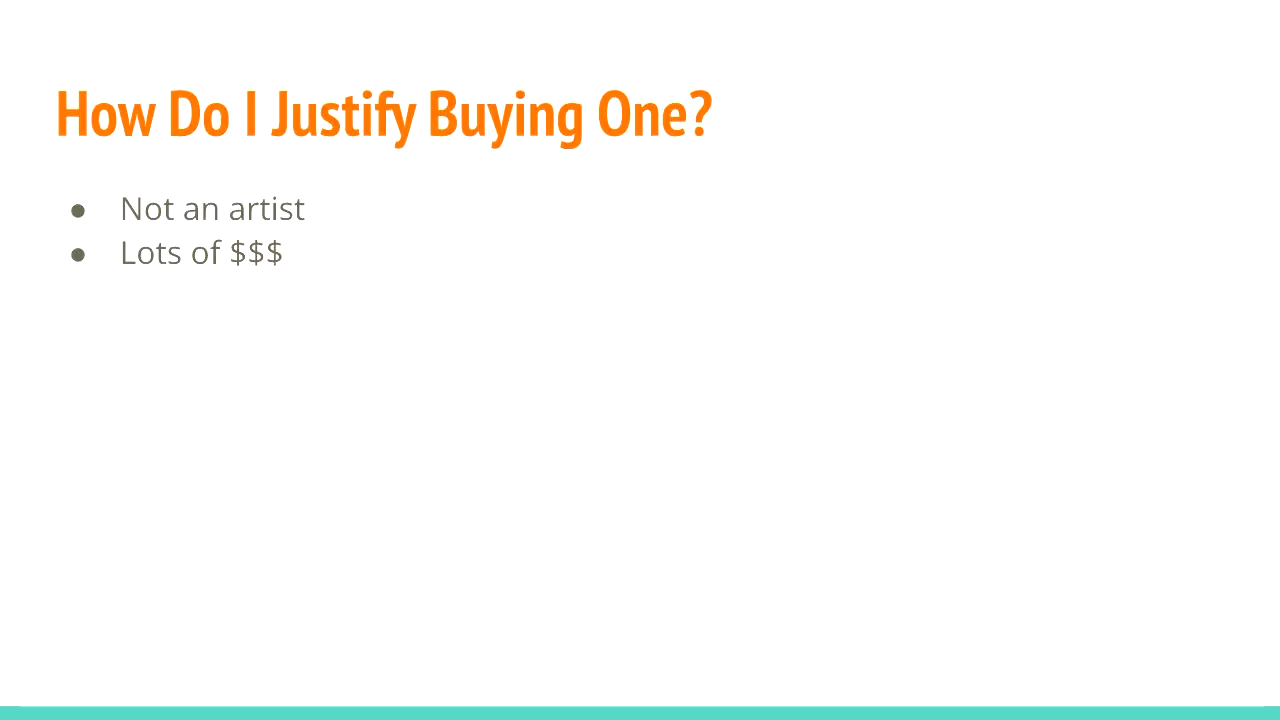 How Do I Justify Buying One?
● Not an artist
● Lots of $$$